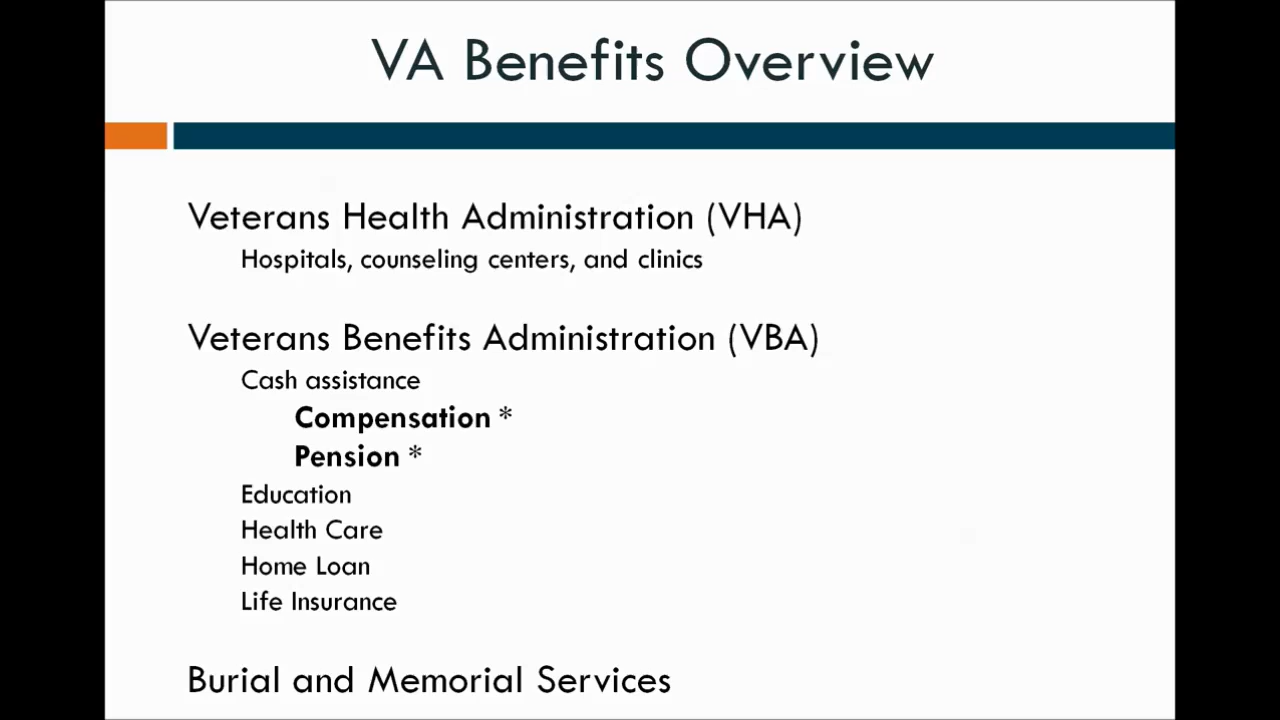 VA Benefits Overview
Veterans Health Administration (VHA)
Hospitals, counseling centers, and clinics
Veterans Benefits Administration (VBA)
Cash assistance
Compensation *
Pension *
Education
Health Care
Home Loan
Life Insurance
Burial and Memorial Services